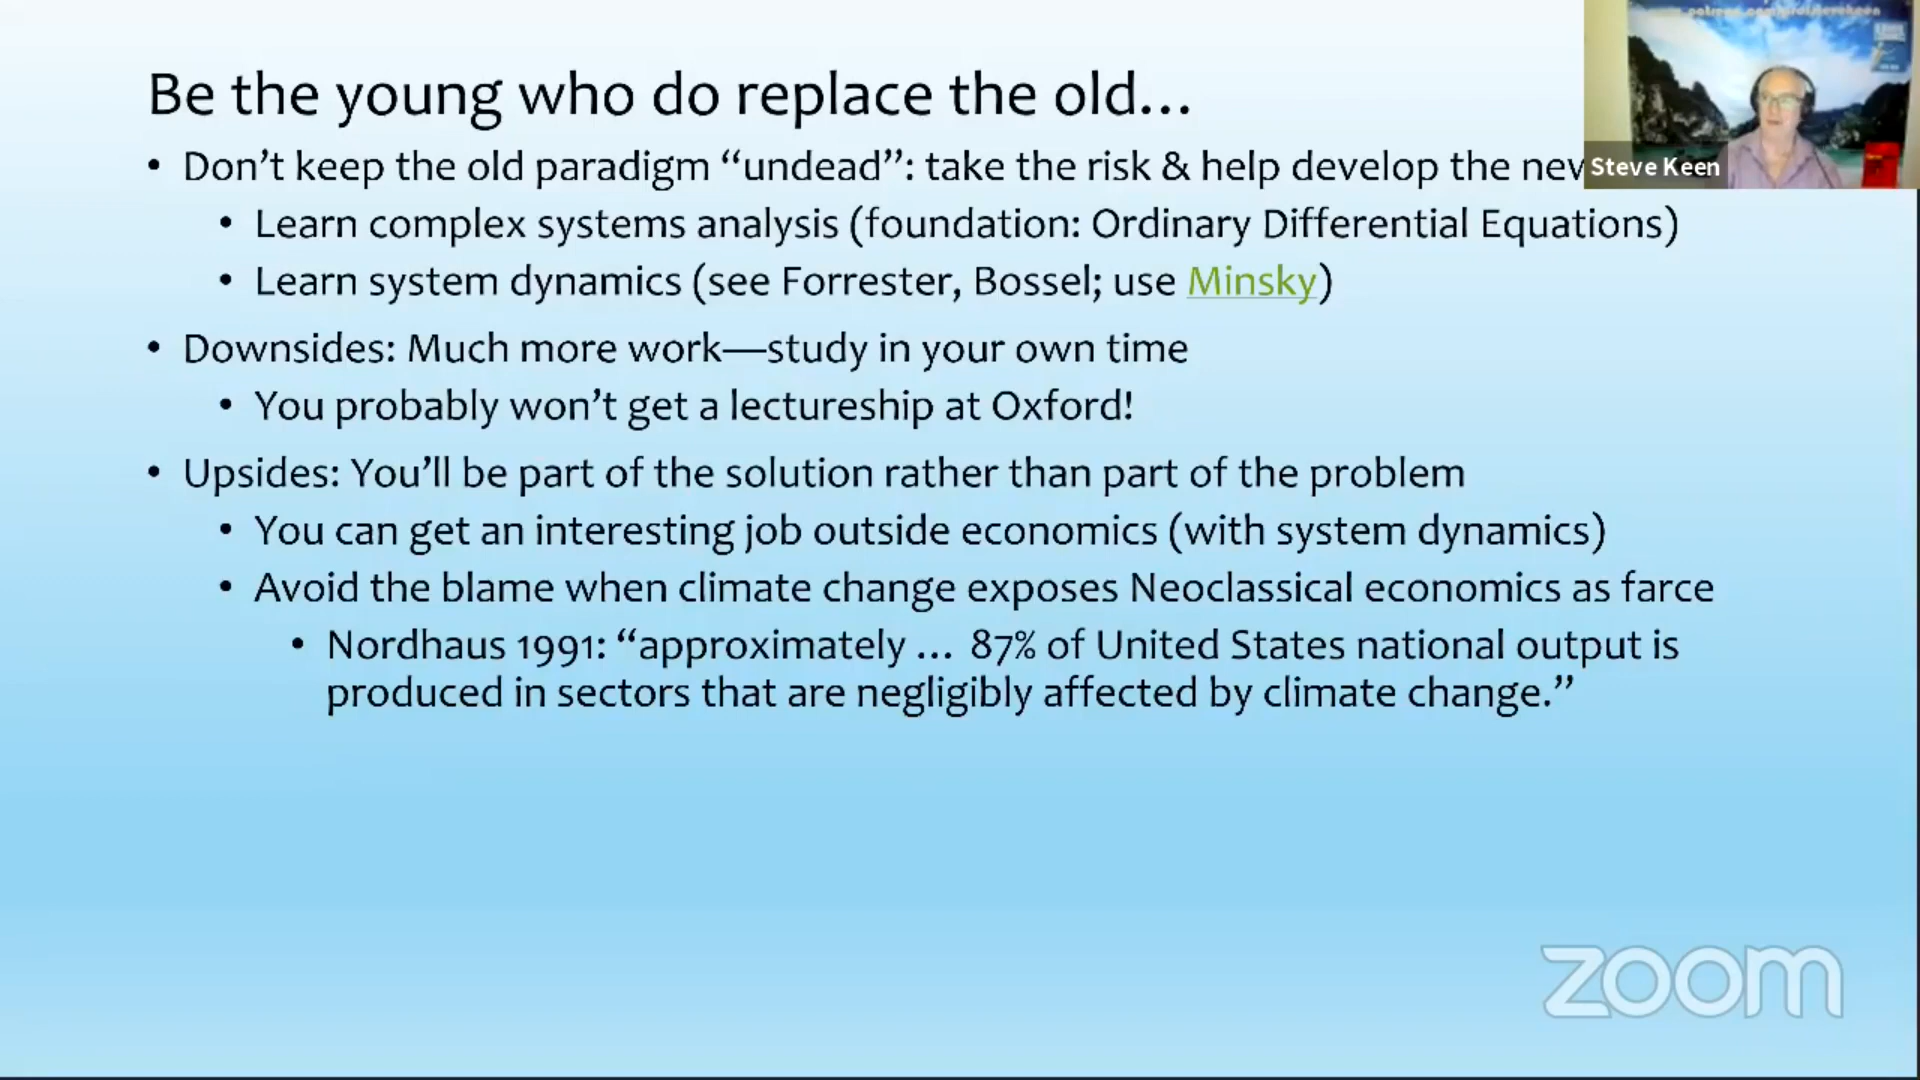 Be the young who do replace the old...
• Don't keep the old paradigm “undead”: take the risk & help develop the
Steve Keen
• Learn complex systems analysis (foundation: Ordinary Differential Equations)
• Learn system dynamics (see Forrester, Bossel; use Minsky)
• Downsides: Much more work—study in your own time
• You probably won't get a lectureship at Oxford!
• Upsides: You'll be part of the solution rather than part of the problem
• You can get an interesting job outside economics (with system dynamics)
• Avoid the blame when climate change exposes Neoclassical economics as farce
• Nordhaus 1991: “approximately ... 87% of United States national output is
produced in sectors that are negligibly affected by climate change.”
zoom